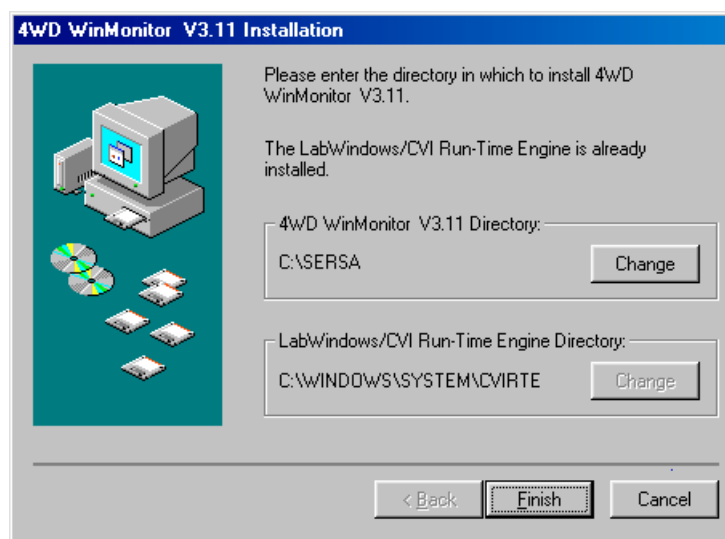 4WD WinMonitor V3.11 Installation
Please enter the directory in which to install 4WD
WinMonitor V3.11.
The LabWindows/CVI Run-Time Engine is already
installed.
4WD WinMonitor V3.11 Directory:
C:\SERSA
Change
LabWindows/CVI Run-Time Engine Directory:
C:\WINDOWS\SYSTEM\CVIRTE
Change
< Back
Finish
Cancel